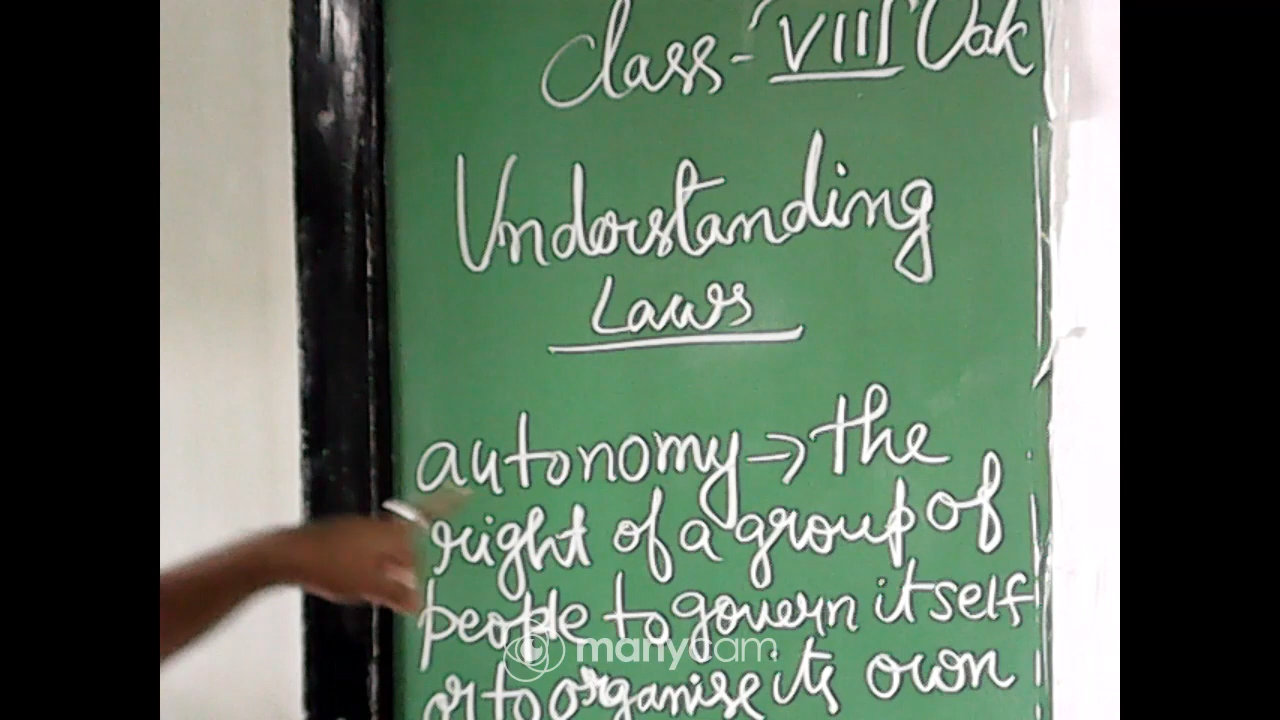 Class - "VIII" Oak
Understanding
Laws
autonomy → the
right of a group of
people to govern itself
or to organise its own
manycam